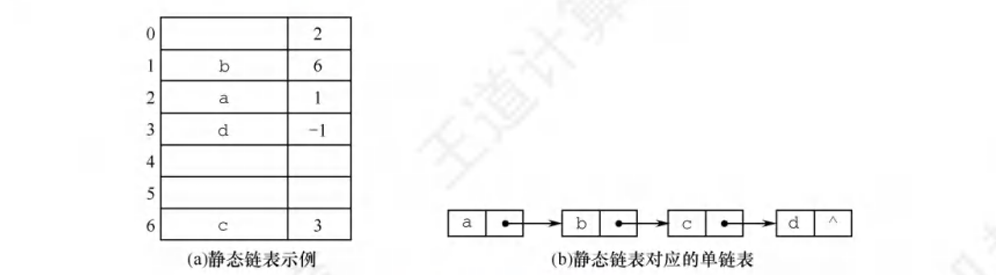 0 2
1 b 6
2 a 1
3 d -1
4
5
6 c 3
(a)静态链表示例
a b c d ^
(b)静态链表对应的单链表
王道计算